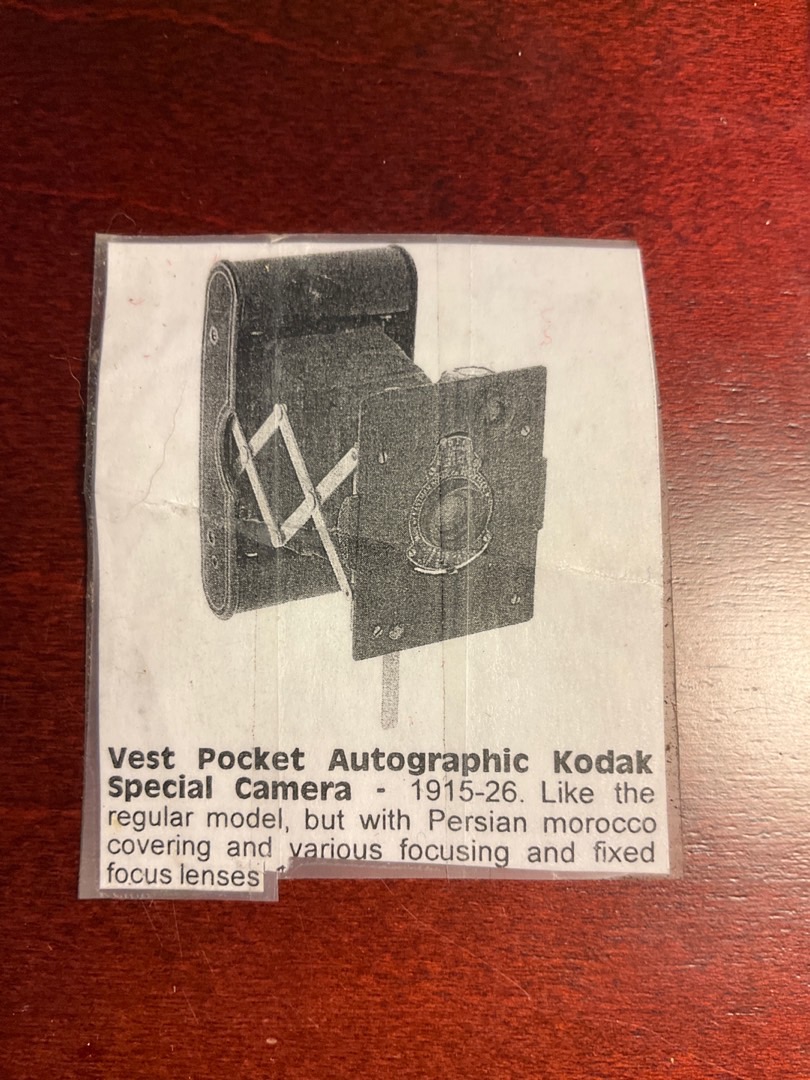 Vest Pocket Autographic Kodak
Special Camera - 1915-26. Like the
regular model, but with Persian morocco
covering and various focusing and fixed
focus lenses